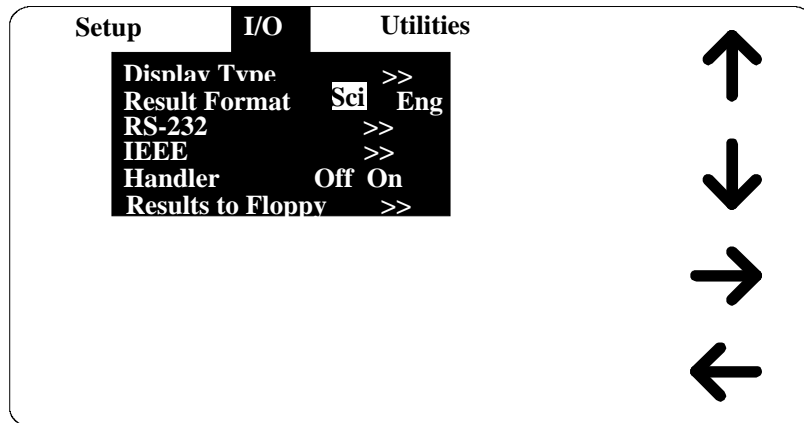 Setup I/O Utilities
Display Type >>
Result Format Sci Eng
RS-232 >>
IEEE >>
Handler Off On
Results to Floppy >>